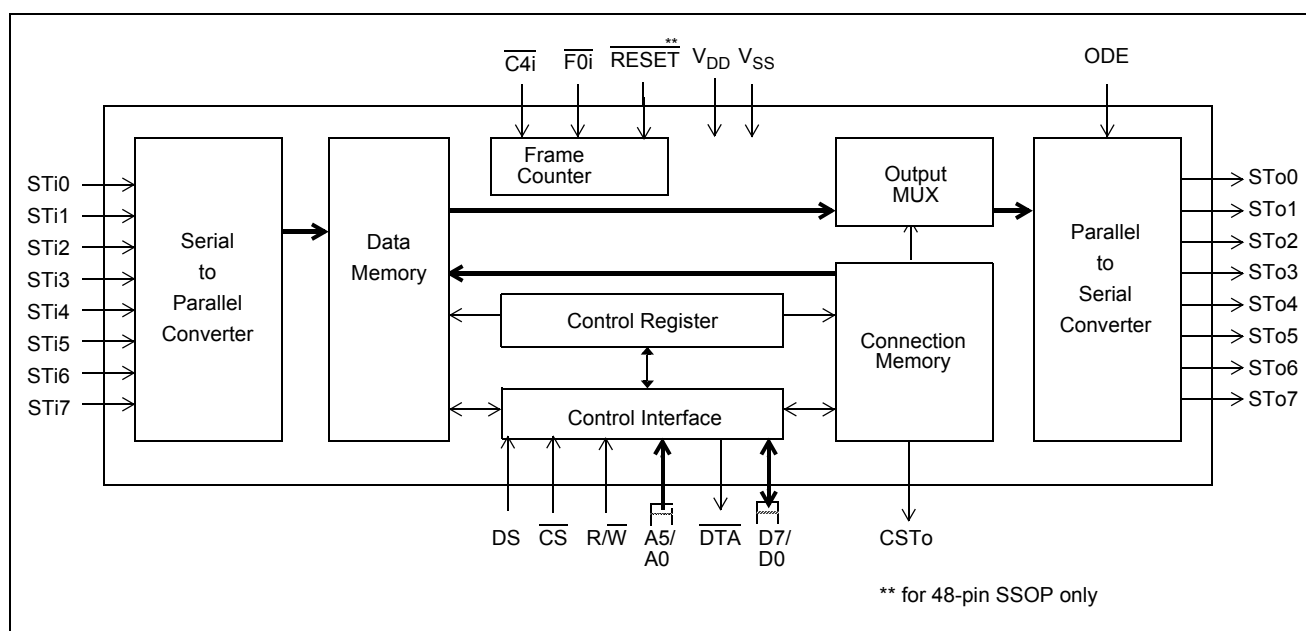 **
C4i F0i RESET VDD VSS ODE
Frame
Counter
STi0
STi1
STi2
STi3
STi4
STi5
STi6
STi7
Serial
to
Parallel
Converter
Data
Memory
Output
MUX
Control Register
Connection
Memory
Control Interface
Parallel
to
Serial
Converter
STo0
STo1
STo2
STo3
STo4
STo5
STo6
STo7
DS CS R/W A5/
A0
DTA D7/
D0
CSTo
** for 48-pin SSOP only